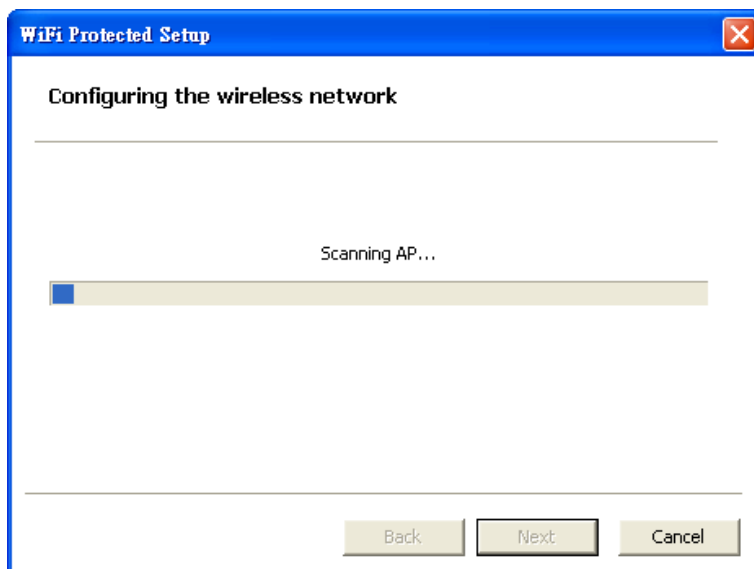 WiFi Protected Setup
Configuring the wireless network
Scanning AP...
Back Next Cancel